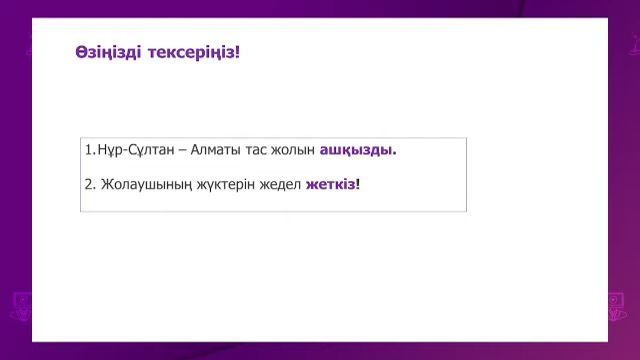 Өзіңізді тексеріңіз!
1.Нұр-Сұлтан – Алматы тас жолын ашқызды.
2. Жолаушының жүктерін жедел жеткіз!